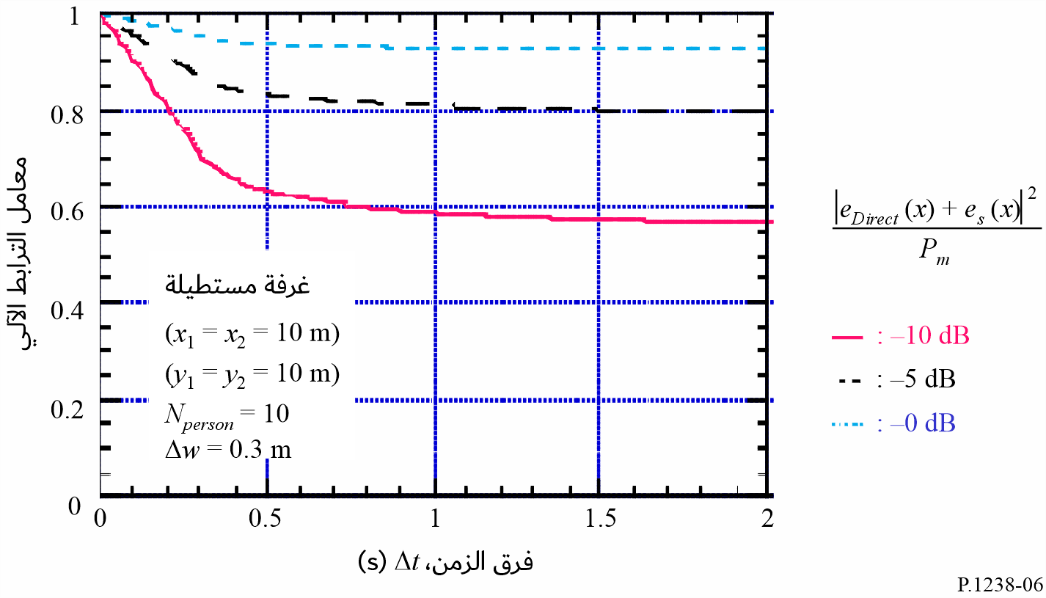 1
0.8
0.6
0.4
0.2
0
معامل الترابط الآلي
غرفة مستطيلة
(x1 = x2 = 10 m)
(y1 = y2 = 10 m)
Nperson = 10
Δw = 0.3 m
0 0.5 1 1.5 2
فرق الزمن، Δt (s)
|eDirect (x) + es (x)|2
Pm
: –10 dB
: –5 dB
: –0 dB
P.1238-06